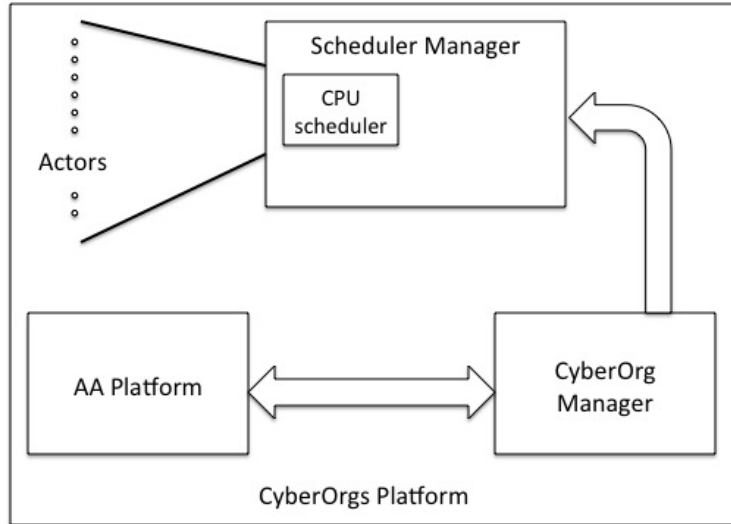 Scheduler Manager
CPU
scheduler
Actors
AA Platform
CyberOrg
Manager
CyberOrgs Platform